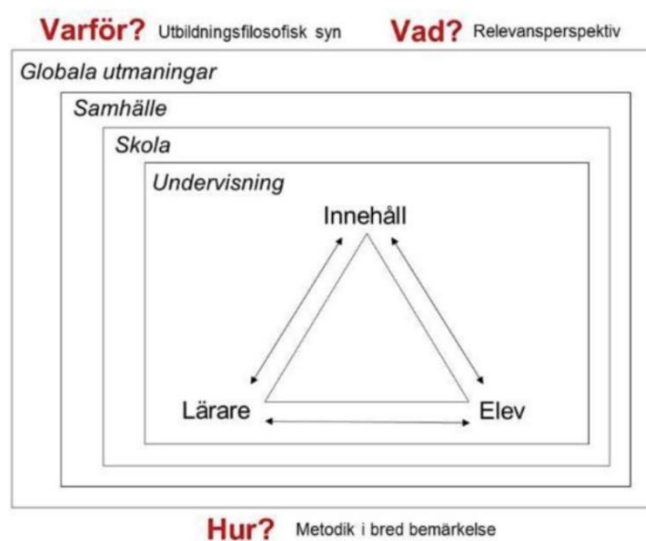 Varför? Utbildningsfilosofisk syn Vad? Relevansperspektiv
Globala utmaningar
Samhälle
Skola
Undervisning
Innehåll
Lärare Elev
Hur? Metodik i bred bemärkelse